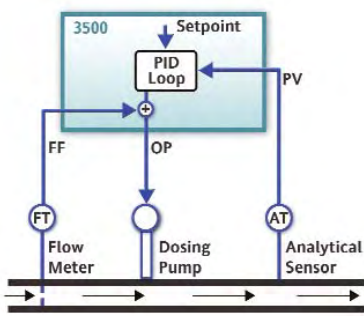 3500
Setpoint
PID
Loop
PV
+
FF
OP
FT
AT
Flow
Meter
Dosing
Pump
Analytical
Sensor